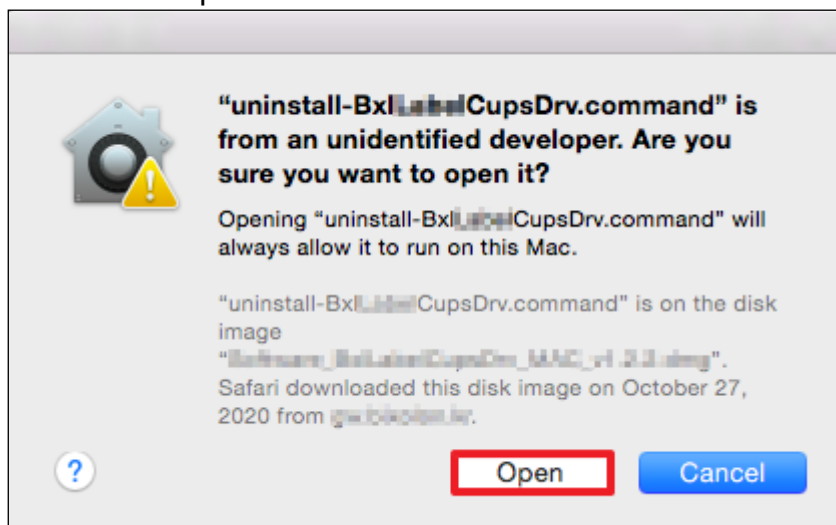 “uninstall-Bxl CupsDrv.command” is
from an unidentified developer. Are you
sure you want to open it?
Opening “uninstall-Bxl CupsDrv.command” will
always allow it to run on this Mac.
“uninstall-Bxl CupsDrv.command” is on the disk
image
Safari downloaded this disk image on October 27,
2020 from
?
Open
Cancel